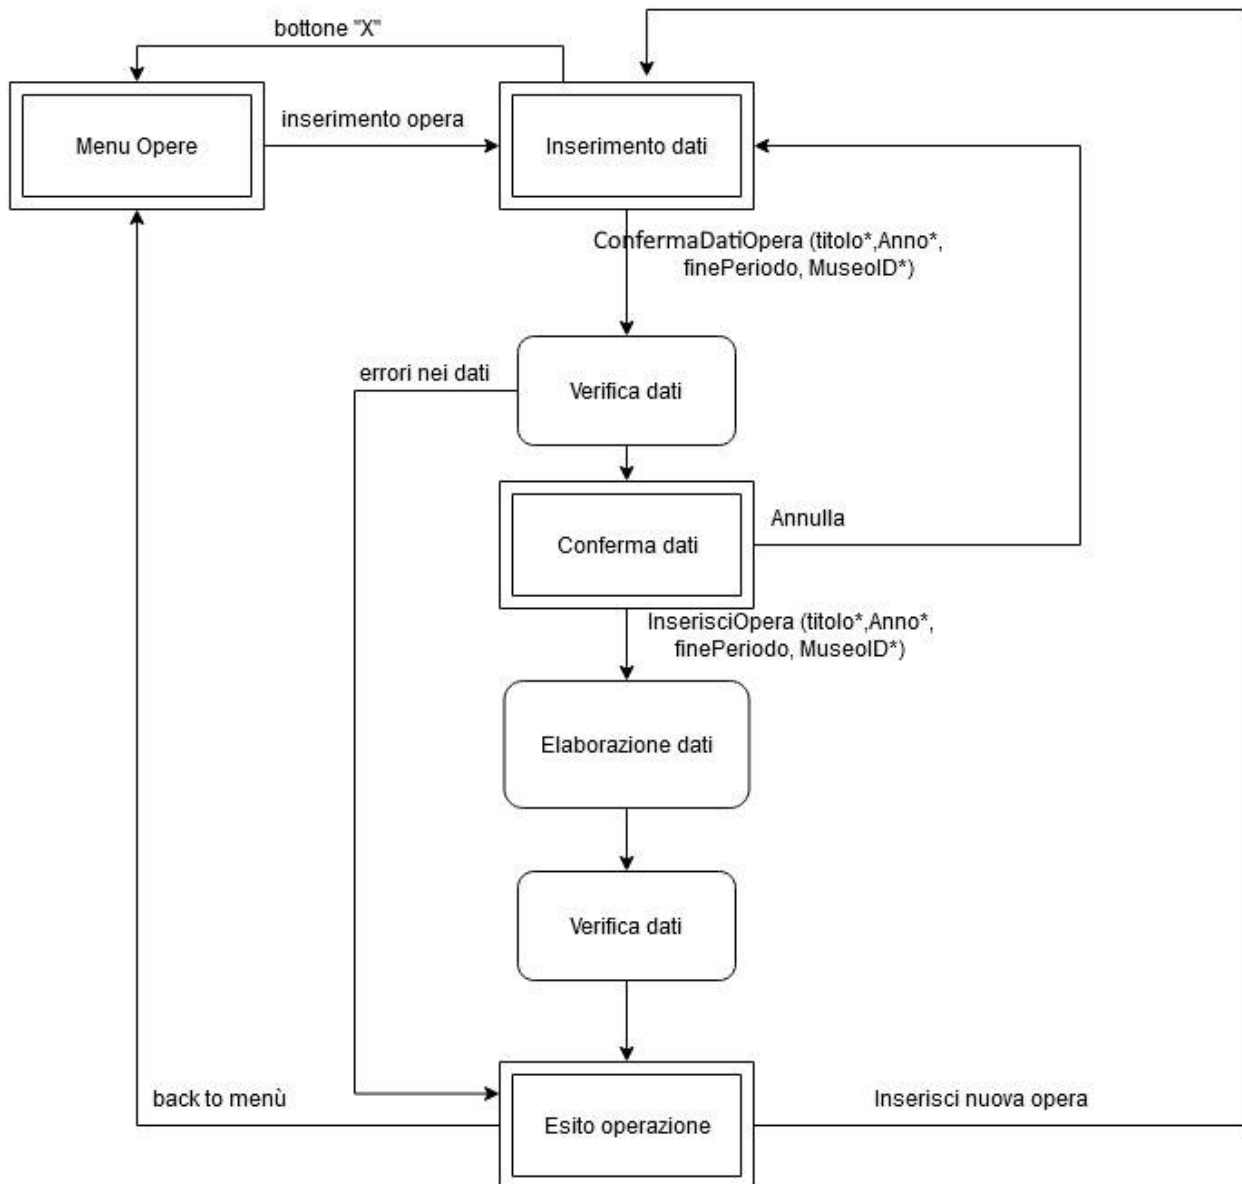 bottone "X"
Menu Opere
inserimento opera
Inserimento dati
ConfermaDatiOpera (titolo*,Anno*,
finePeriodo, MuseoID*)
errori nei dati
Verifica dati
Conferma dati
Annulla
InserisciOpera (titolo*,Anno*,
finePeriodo, MuseoID*)
Elaborazione dati
Verifica dati
back to menù
Esito operazione
Inserisci nuova opera